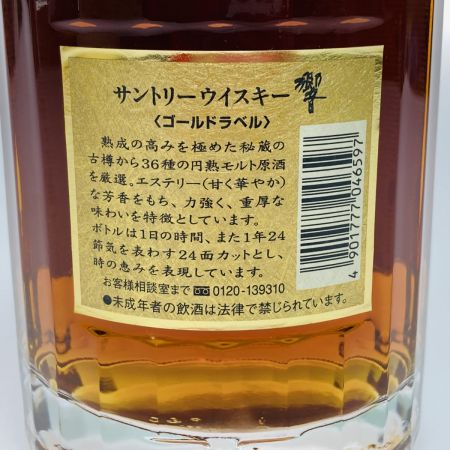 サントリーウイスキー 響
〈ゴールドラベル〉
熟成の高みを極めた秘蔵の
古樽から36種の円熟モルト原酒
を厳選。エステリー(甘く華やか)
な芳香をもち、力強く、重厚な
味わいを特徴としています。
ボトルは1日の時間、また1年24
節気を表わす24面カットとし、
時の恵みを表現しています。
お客様相談室まで 0120-139310
●未成年者の飲酒は法律で禁じられています。
4 901777 046597